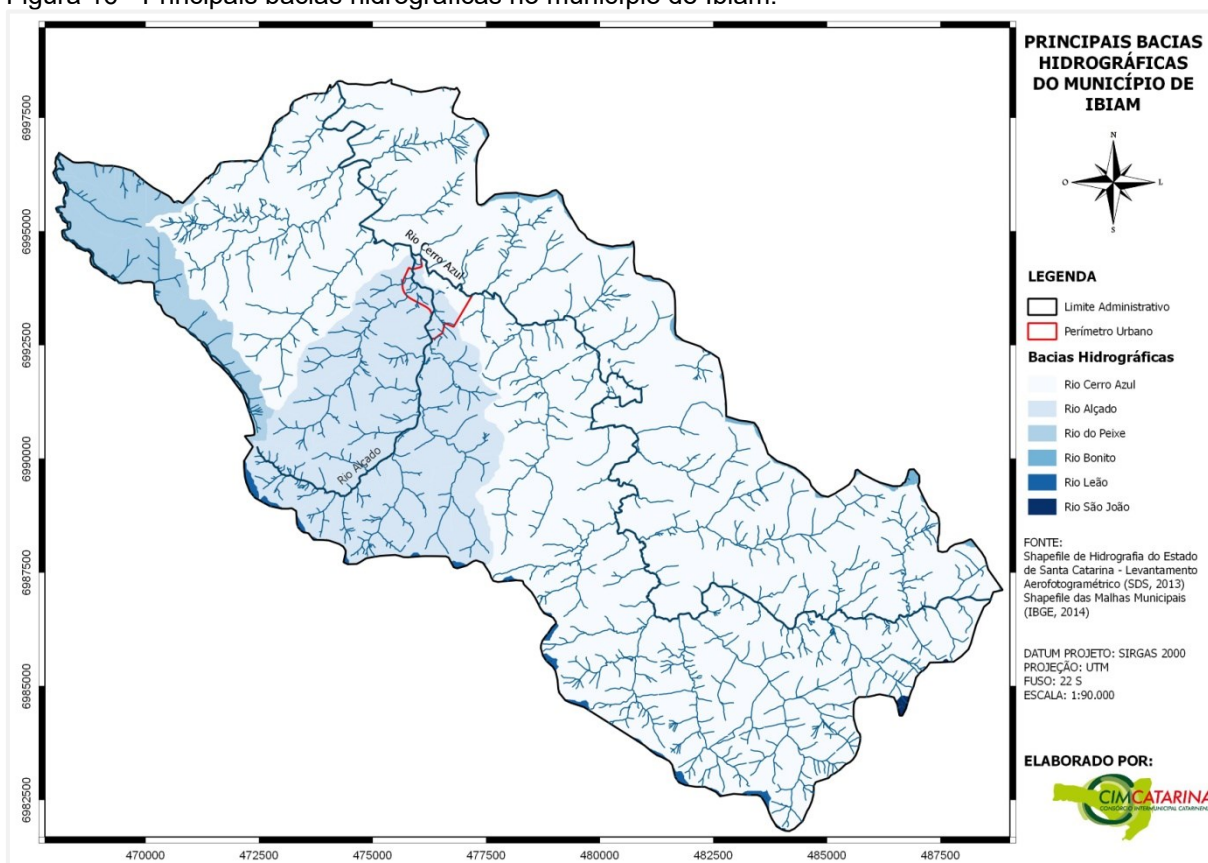 Figura 10 - Principais bacias hidrográficas no município de Ibiam.
PRINCIPAIS BACIAS
HIDROGRÁFICAS
DO MUNICÍPIO DE
IBIAM
N
O
L
S
LEGENDA
Limite Administrativo
Perímetro Urbano
Bacias Hidrográficas
Rio Cerro Azul
Rio Alçado
Rio do Peixe
Rio Bonito
Rio Leão
Rio São João
FONTE:
Shapefile de Hidrografia do Estado
de Santa Catarina - Levantamento
Aerofotogramétrico (SDS, 2013)
Shapefile das Malhas Municipais
(IBGE, 2014)
DATUM PROJETO: SIRGAS 2000
PROJEÇÃO: UTM
FUSO: 22 S
ESCALA: 1:90.000
ELABORADO POR:
CIMCATARINA
CONSÓRCIO INTERMUNICIPAL CATARINENSE
Rio Cerro Azul
Rio Alçado
6997500
6995000
6992500
6990000
6987500
6985000
6982500
470000
472500
475000
477500
480000
482500
485000
487500